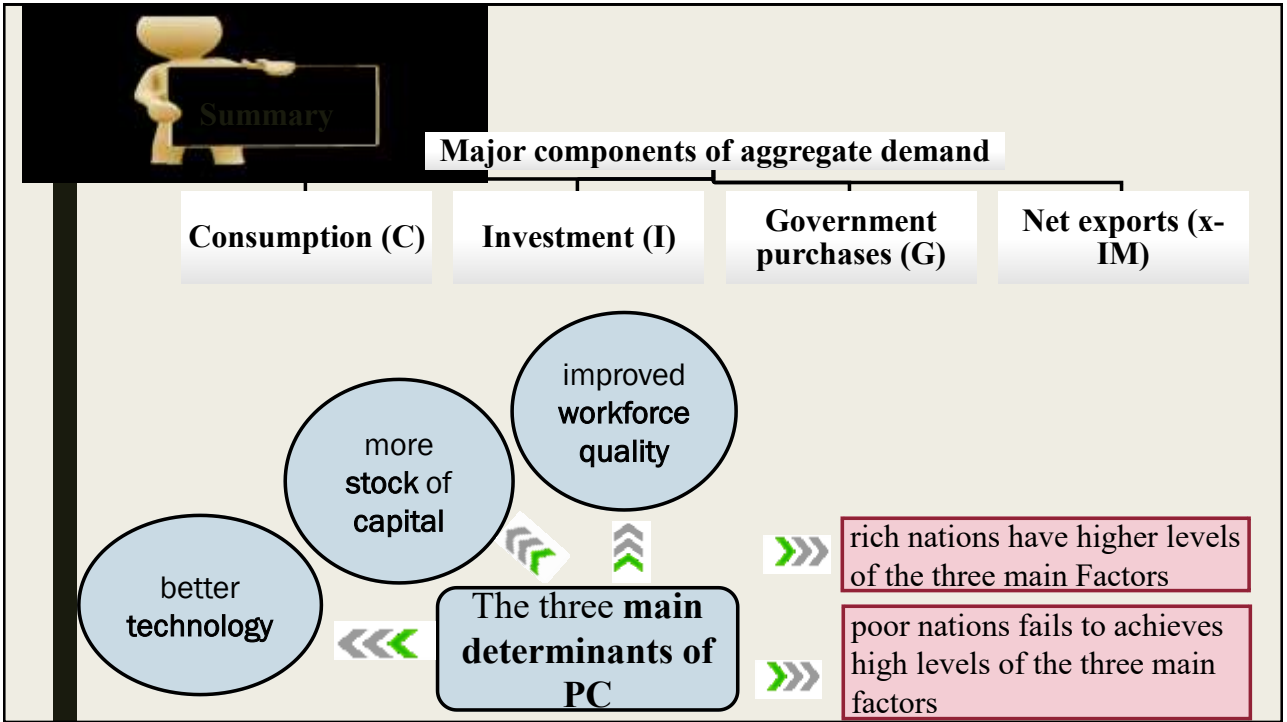 Summary
Major components of aggregate demand
Consumption (C)
Investment (I)
Government
purchases (G)
Net exports (x-
IM)
improved
workforce
quality
more
stock of
capital
better
technology
The three main
determinants of
PC
rich nations have higher levels
of the three main Factors
poor nations fails to achieves
high levels of the three main
factors